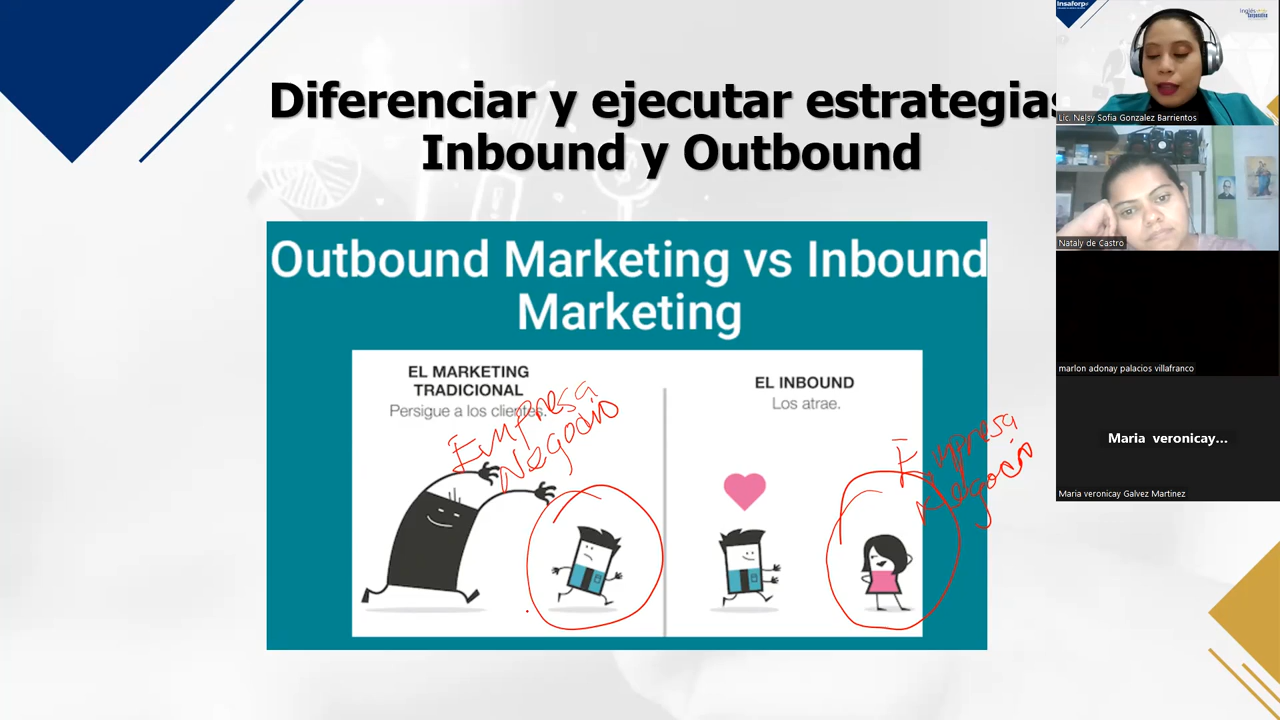 Diferenciar y ejecutar estrategias
Inbound y Outbound
Outbound Marketing vs Inbound
Marketing
EL MARKETING
TRADICIONAL
Persigue a los clientes.
Empresa
Negocio
EL INBOUND
Los atrae.
Empresa
Negocio
Insaforp
Lic. Nelsy Sofia Gonzalez Barrientos
Nataly de Castro
marlon adonay palacios villafranco
Maria veronicay...
Maria veronicay Galvez Martinez